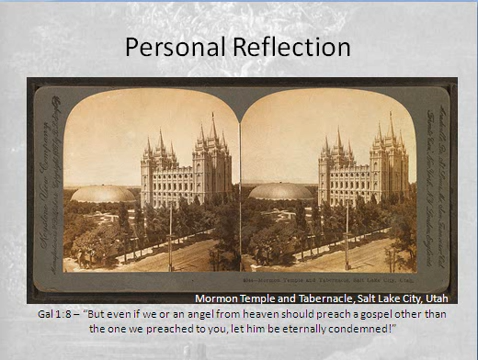 Personal Reflection
Mormon Temple and Tabernacle, Salt Lake City, Utah
Gal 1:8 – "But even if we or an angel from heaven should preach a gospel other than
the one we preached to you, let him be eternally condemned!"